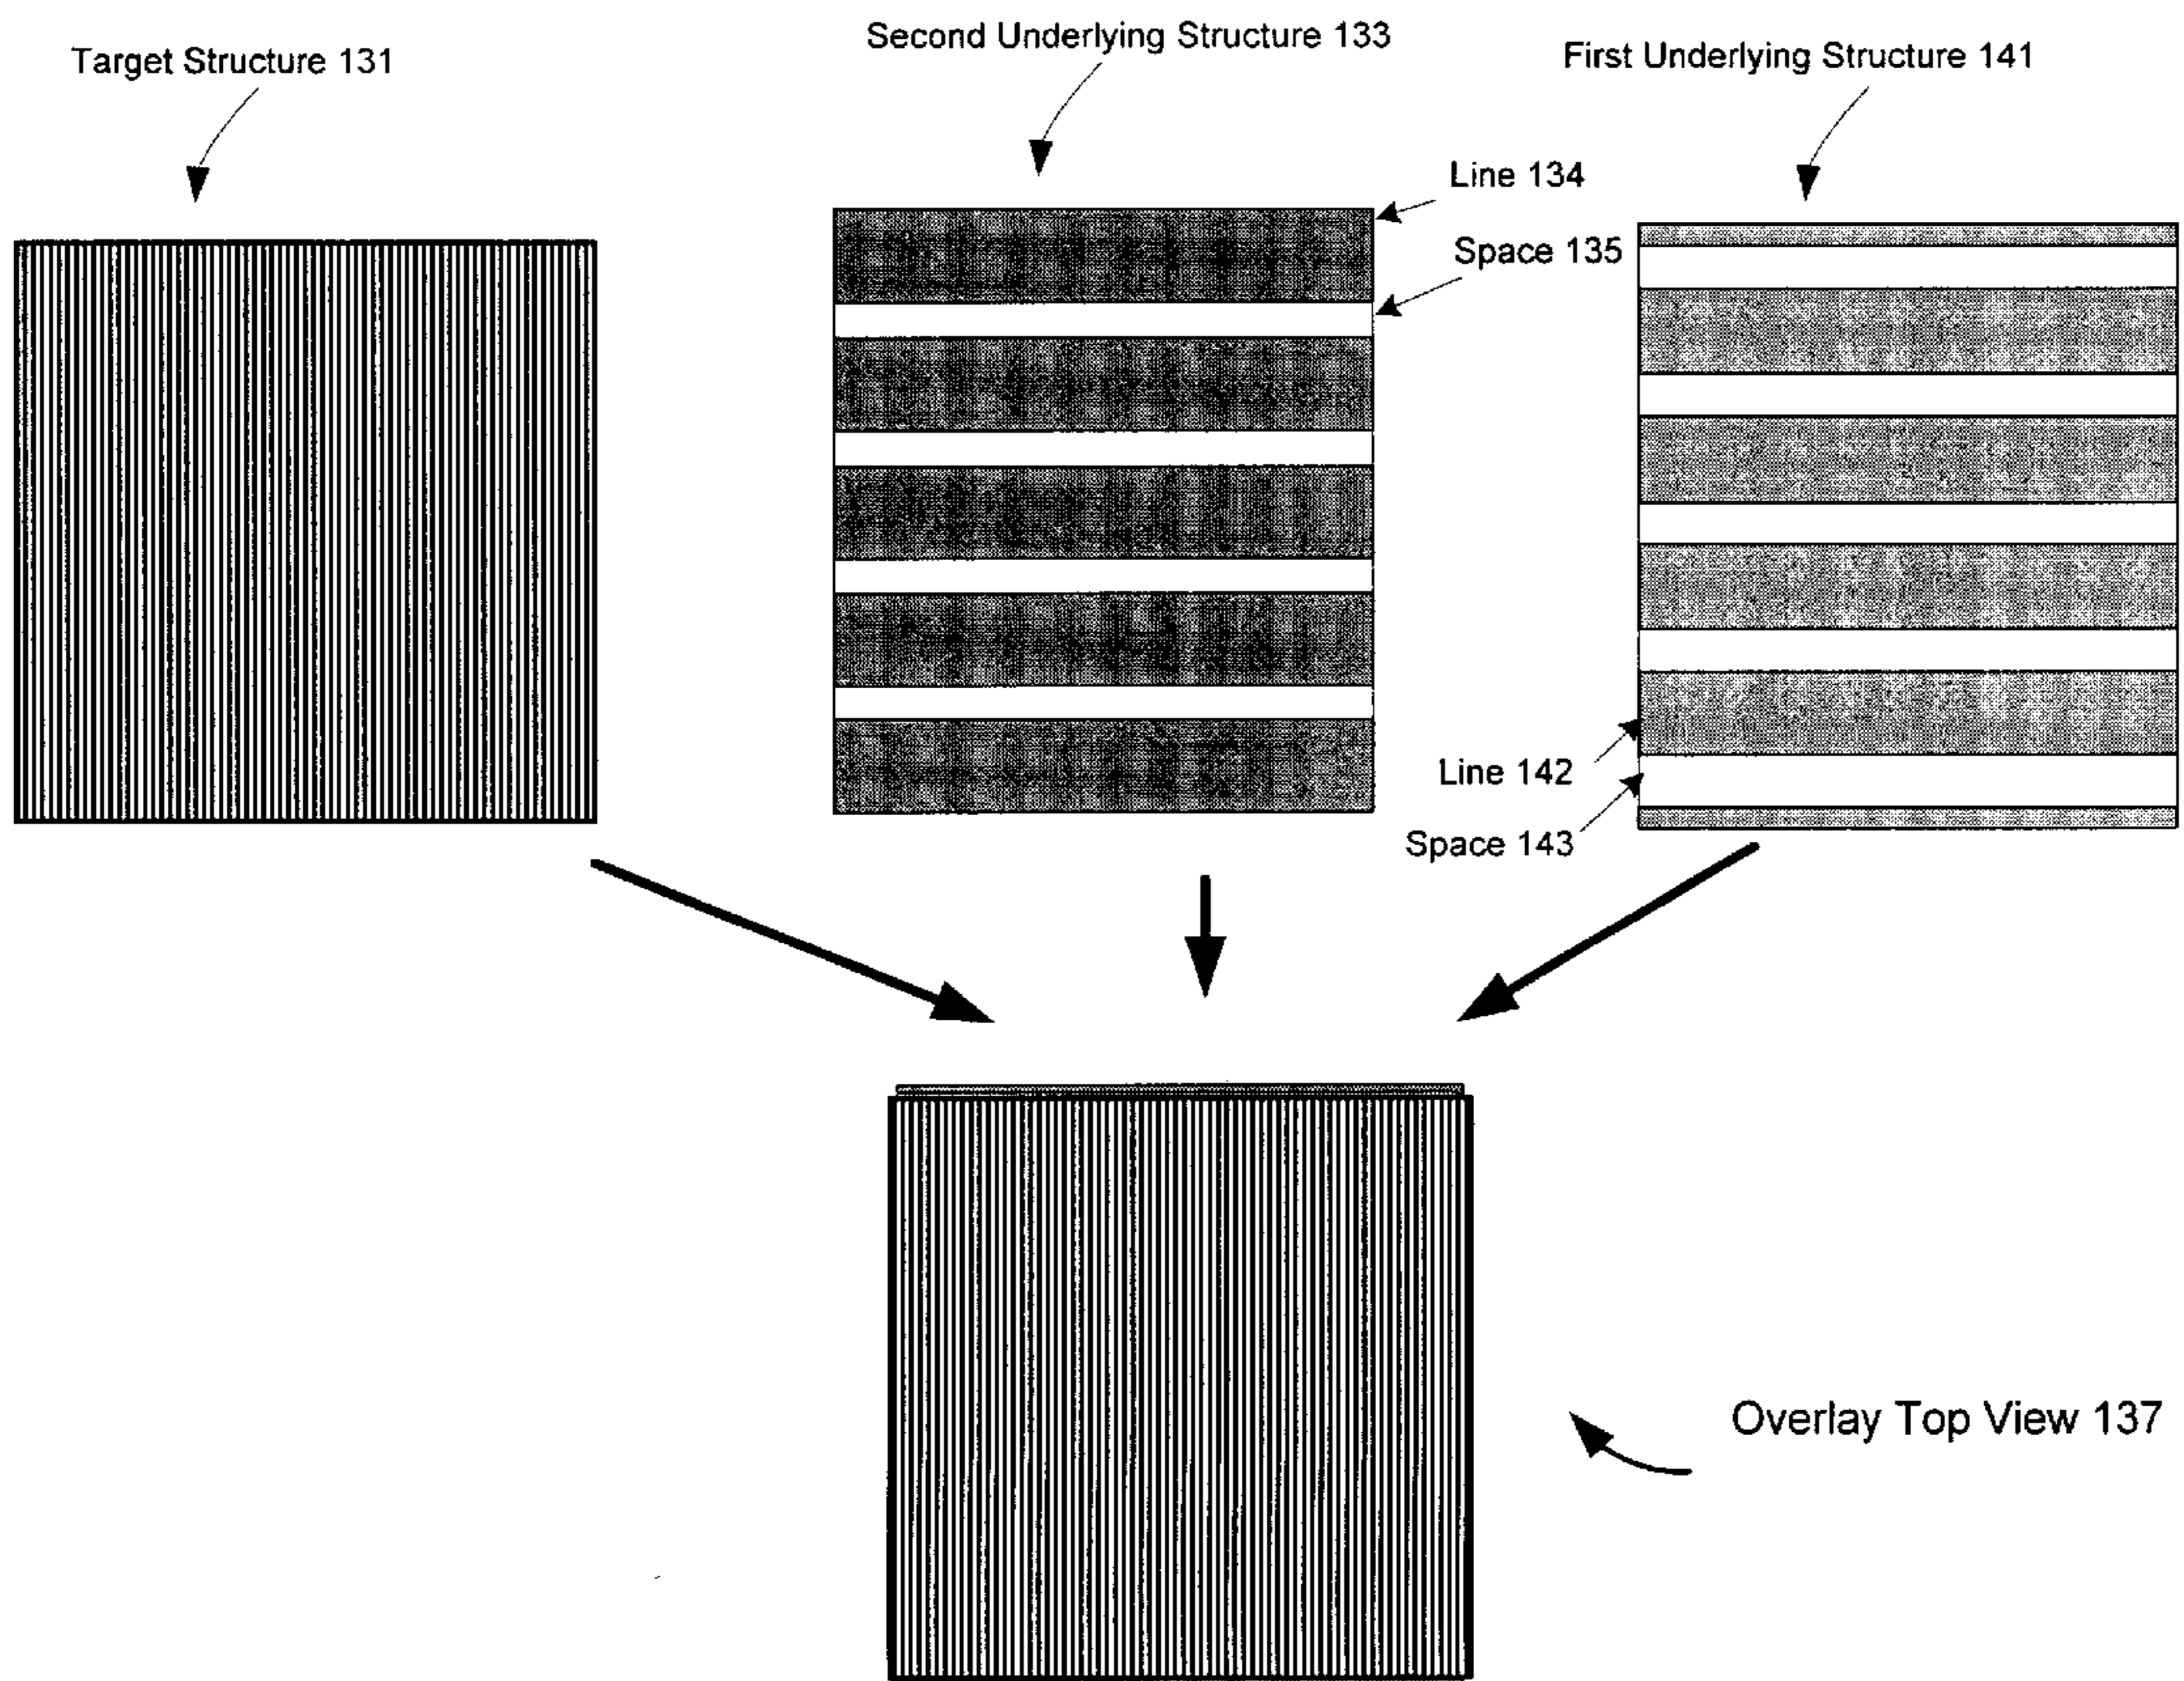 Target Structure 131
Second Underlying Structure 133
First Underlying Structure 141
Line 134
Space 135
Line 142
Space 143
Overlay Top View 137